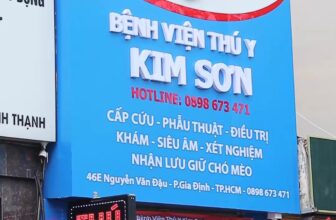 BỆNH VIỆN THÚ Y
KIM SƠN
HOTLINE: 0898 673 471
CẤP CỨU - PHẪU THUẬT - ĐIỀU TRỊ
KHÁM - SIÊU ÂM - XÉT NGHIỆM
NHẬN LƯU GIỮ CHÓ MÈO
46E Nguyễn Văn Đậu - P.Gia Định - TP.HCM - 0898 673 471
H THẠNH